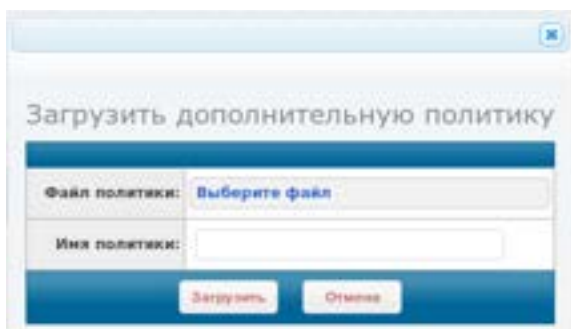 Загрузить дополнительную политику
Файл политики: Выберите файл
Имя политики:
Загрузить Отмена